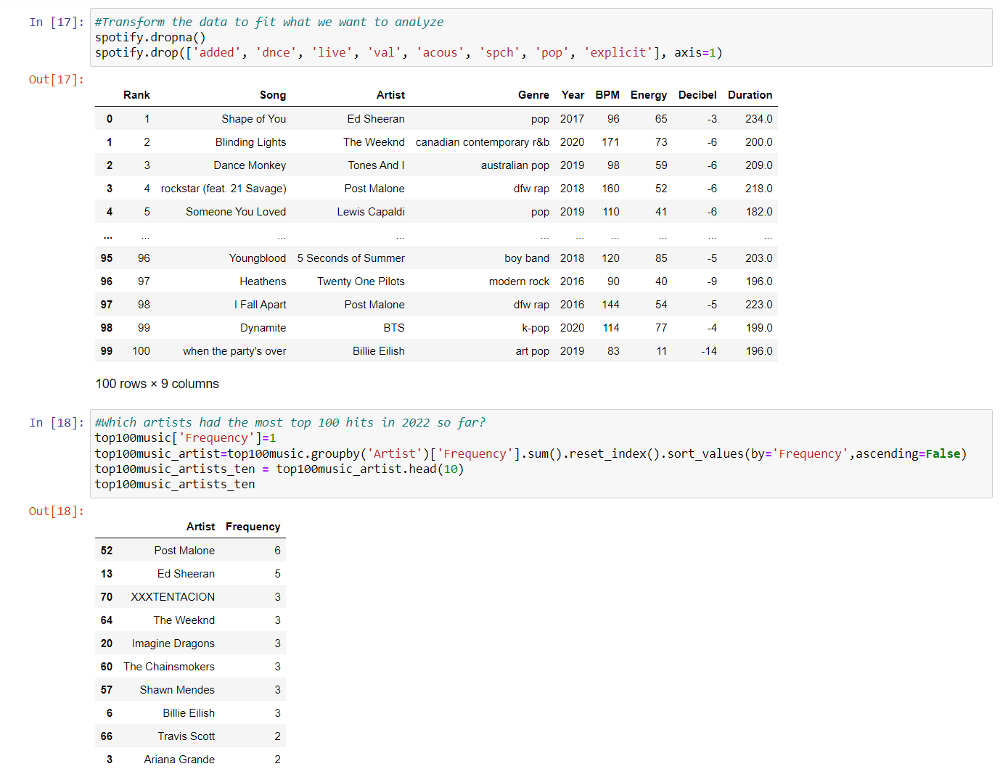 In [17]: #Transform the data to fit what we want to analyze
spotify.dropna()
spotify.drop(['added', 'dnce', 'live', 'val', 'acous', 'spch', 'pop', 'explicit'], axis=1)
Out[17]:
Rank Song Artist Genre Year BPM Energy Decibel Duration
0 1 Shape of You Ed Sheeran pop 2017 96 65 -3 234.0
1 2 Blinding Lights The Weeknd canadian contemporary r&b 2020 171 73 -6 200.0
2 3 Dance Monkey Tones And I australian pop 2019 98 59 -6 209.0
3 4 rockstar (feat. 21 Savage) Post Malone dfw rap 2018 160 52 -6 218.0
4 5 Someone You Loved Lewis Capaldi pop 2019 110 41 -6 182.0
... ... ... ... ... ... ... ... ... ...
95 96 Youngblood 5 Seconds of Summer boy band 2018 120 85 -5 203.0
96 97 Heathens Twenty One Pilots modern rock 2016 90 40 -9 196.0
97 98 I Fall Apart Post Malone dfw rap 2016 144 54 -5 223.0
98 99 Dynamite BTS k-pop 2020 114 77 -4 199.0
99 100 when the party's over Billie Eilish art pop 2019 83 11 -14 196.0
100 rows × 9 columns
In [18]: #Which artists had the most top 100 hits in 2022 so far?
top100music['Frequency']=1
top100music_artist=top100music.groupby('Artist')['Frequency'].sum().reset_index().sort_values(by='Frequency',ascending=False)
top100music_artists_ten = top100music_artist.head(10)
top100music_artists_ten
Out[18]:
Artist Frequency
52 Post Malone 6
13 Ed Sheeran 5
70 XXXTENTACION 3
64 The Weeknd 3
20 Imagine Dragons 3
60 The Chainsmokers 3
57 Shawn Mendes 3
6 Billie Eilish 3
66 Travis Scott 2
3 Ariana Grande 2